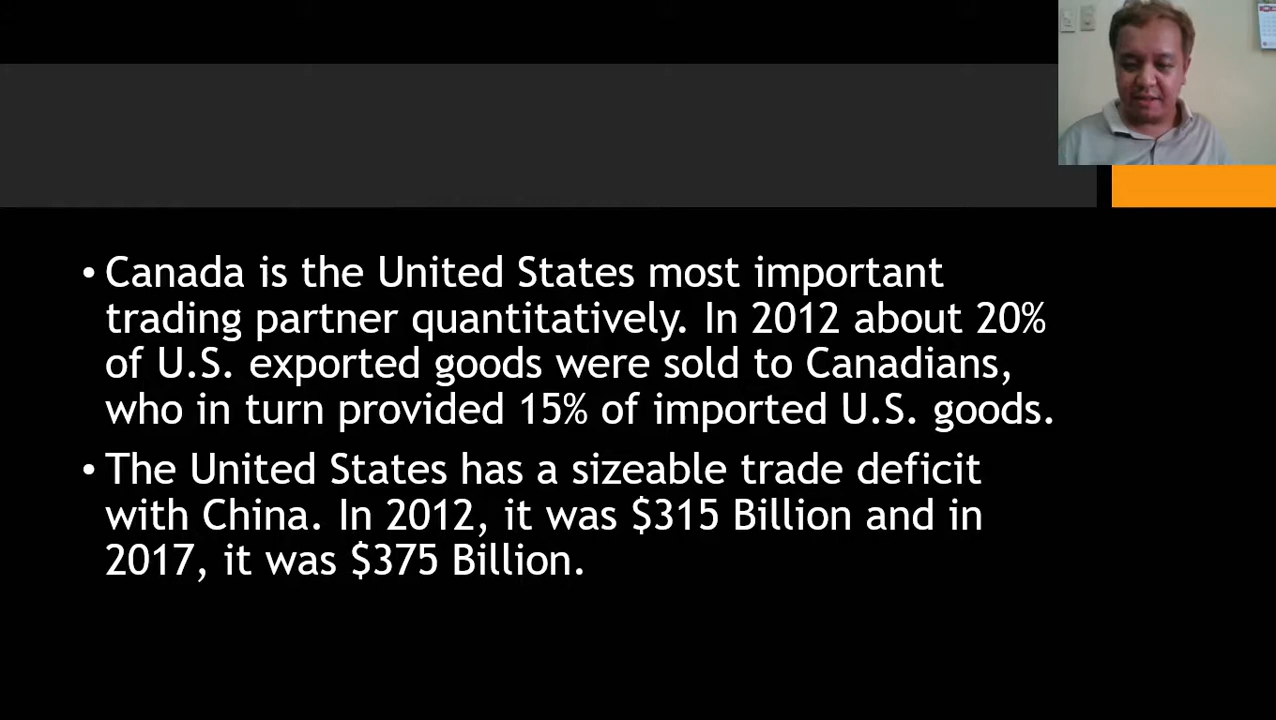 • Canada is the United States most important
trading partner quantitatively. In 2012 about 20%
of U.S. exported goods were sold to Canadians,
who in turn provided 15% of imported U.S. goods.
• The United States has a sizeable trade deficit
with China. In 2012, it was $315 Billion and in
2017, it was $375 Billion.